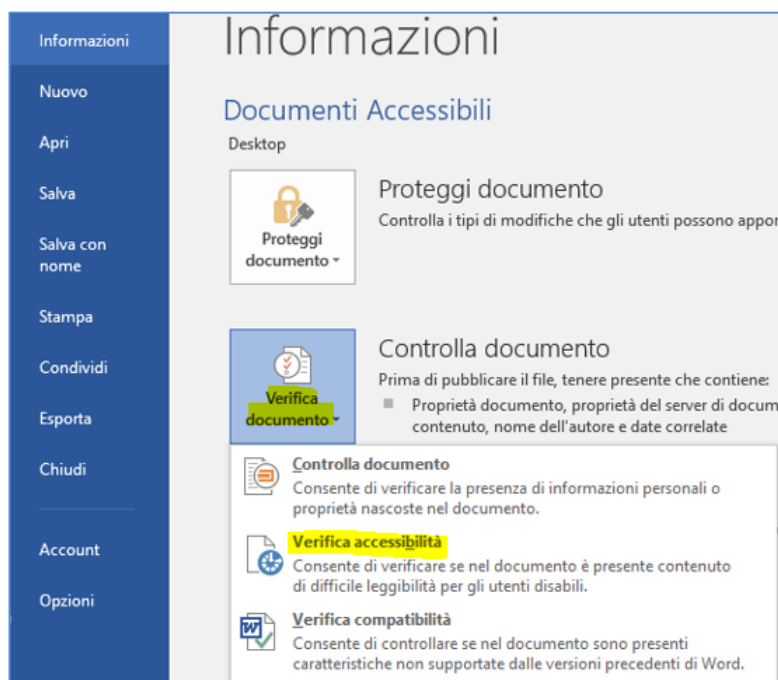 Informazioni
Nuovo
Apri
Salva
Salva con
nome
Stampa
Condividi
Esporta
Chiudi
Account
Opzioni
Informazioni
Documenti Accessibili
Desktop
Proteggi
documento
Proteggi documento
Controlla i tipi di modifiche che gli utenti possono appor
Verifica
documento
Controlla documento
Prima di pubblicare il file, tenere presente che contiene:
Proprietà documento, proprietà del server di docum
contenuto, nome dell'autore e date correlate
Controlla documento
Consente di verificare la presenza di informazioni personali o
proprietà nascoste nel documento.
Verifica accessibilità
Consente di verificare se nel documento è presente contenuto
di difficile leggibilità per gli utenti disabili.
Verifica compatibilità
Consente di controllare se nel documento sono presenti
caratteristiche non supportate dalle versioni precedenti di Word.